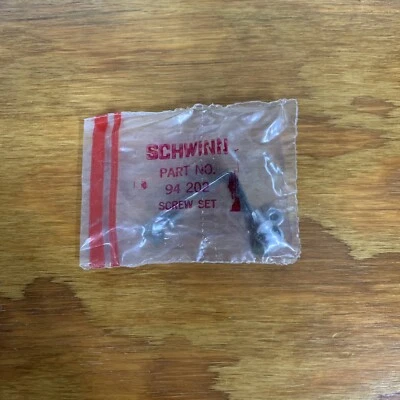 SCHWINN
PART NO.
94 202
SCREW SET